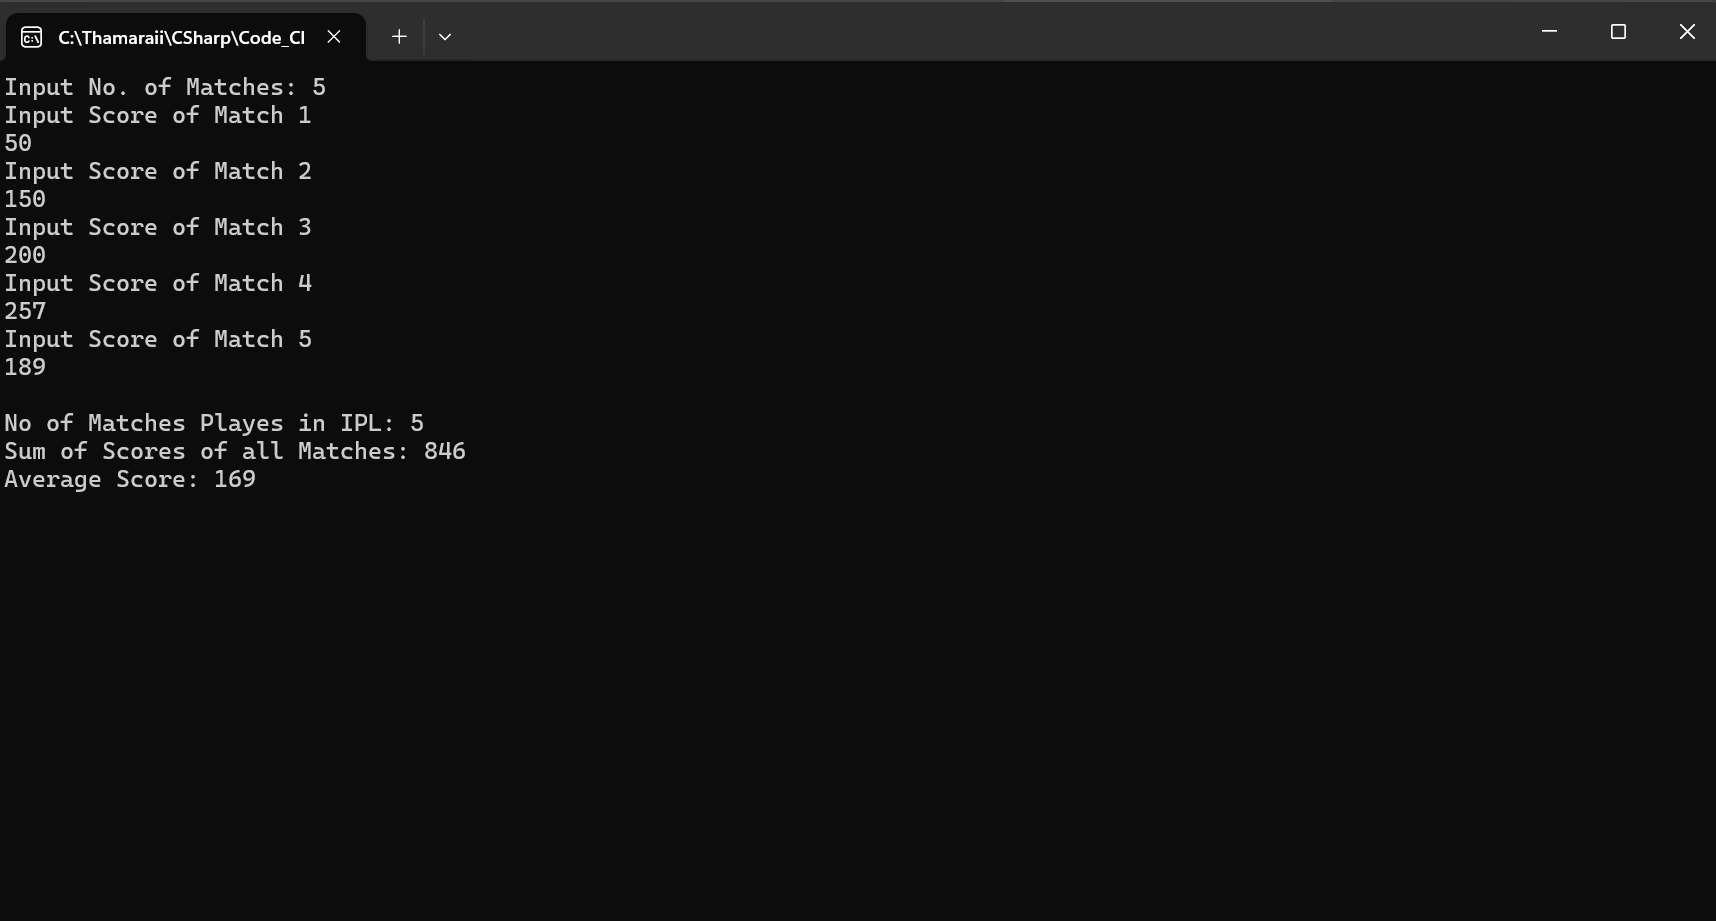 C:\Thamaraii\CSharp\Code_Cl
Input No. of Matches: 5
Input Score of Match 1
50
Input Score of Match 2
150
Input Score of Match 3
200
Input Score of Match 4
257
Input Score of Match 5
189
No of Matches Playes in IPL: 5
Sum of Scores of all Matches: 846
Average Score: 169